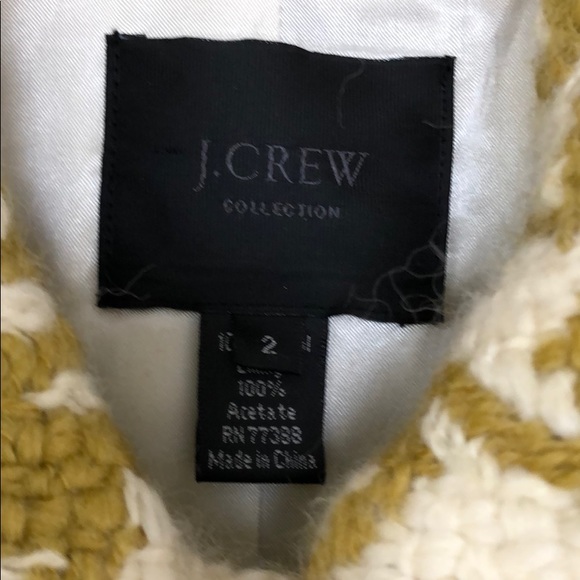 J.CREW
COLLECTION
2
100%
Acetate
RN 77388
Made in China